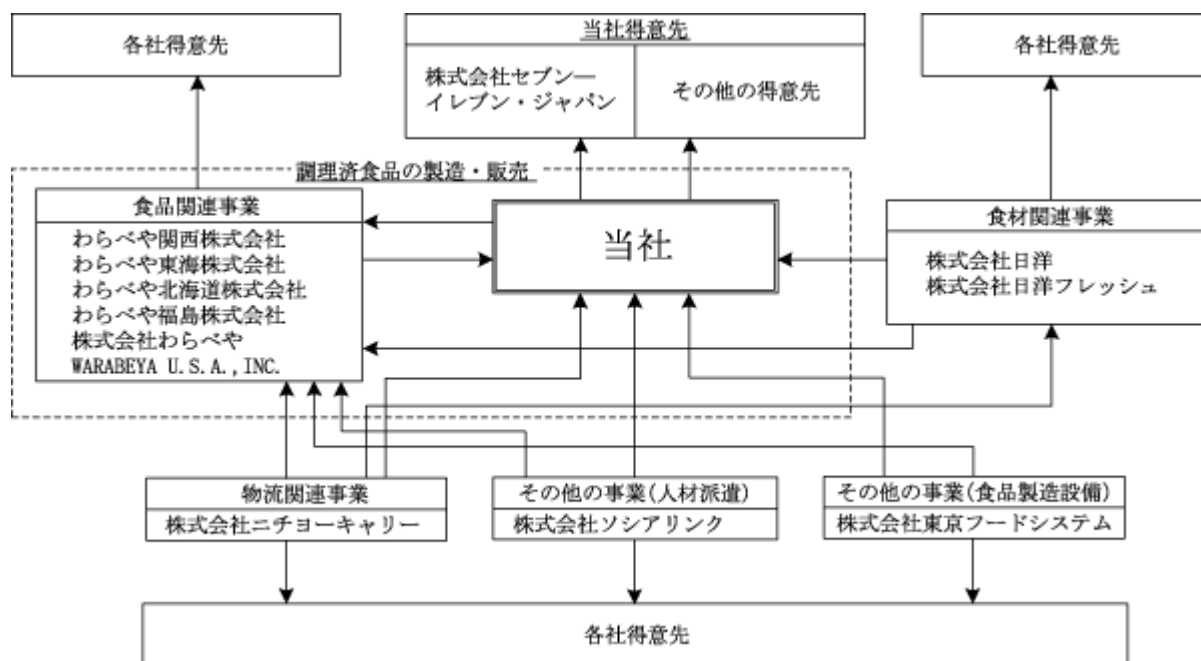 各社得意先
当社得意先
株式会社セブン―
イレブン・ジャパン
その他の得意先
各社得意先
調理済食品の製造・販売
食品関連事業
わらべや関西株式会社
わらべや東海株式会社
わらべや北海道株式会社
わらべや福島株式会社
株式会社わらべや
WARABEYA U.S.A.,INC.
当社
食材関連事業
株式会社日洋
株式会社日洋フレッシュ
物流関連事業
株式会社ニチヨーキャリー
その他の事業(人材派遣)
株式会社ソシアリンク
その他の事業(食品製造設備)
株式会社東京フードシステム
各社得意先